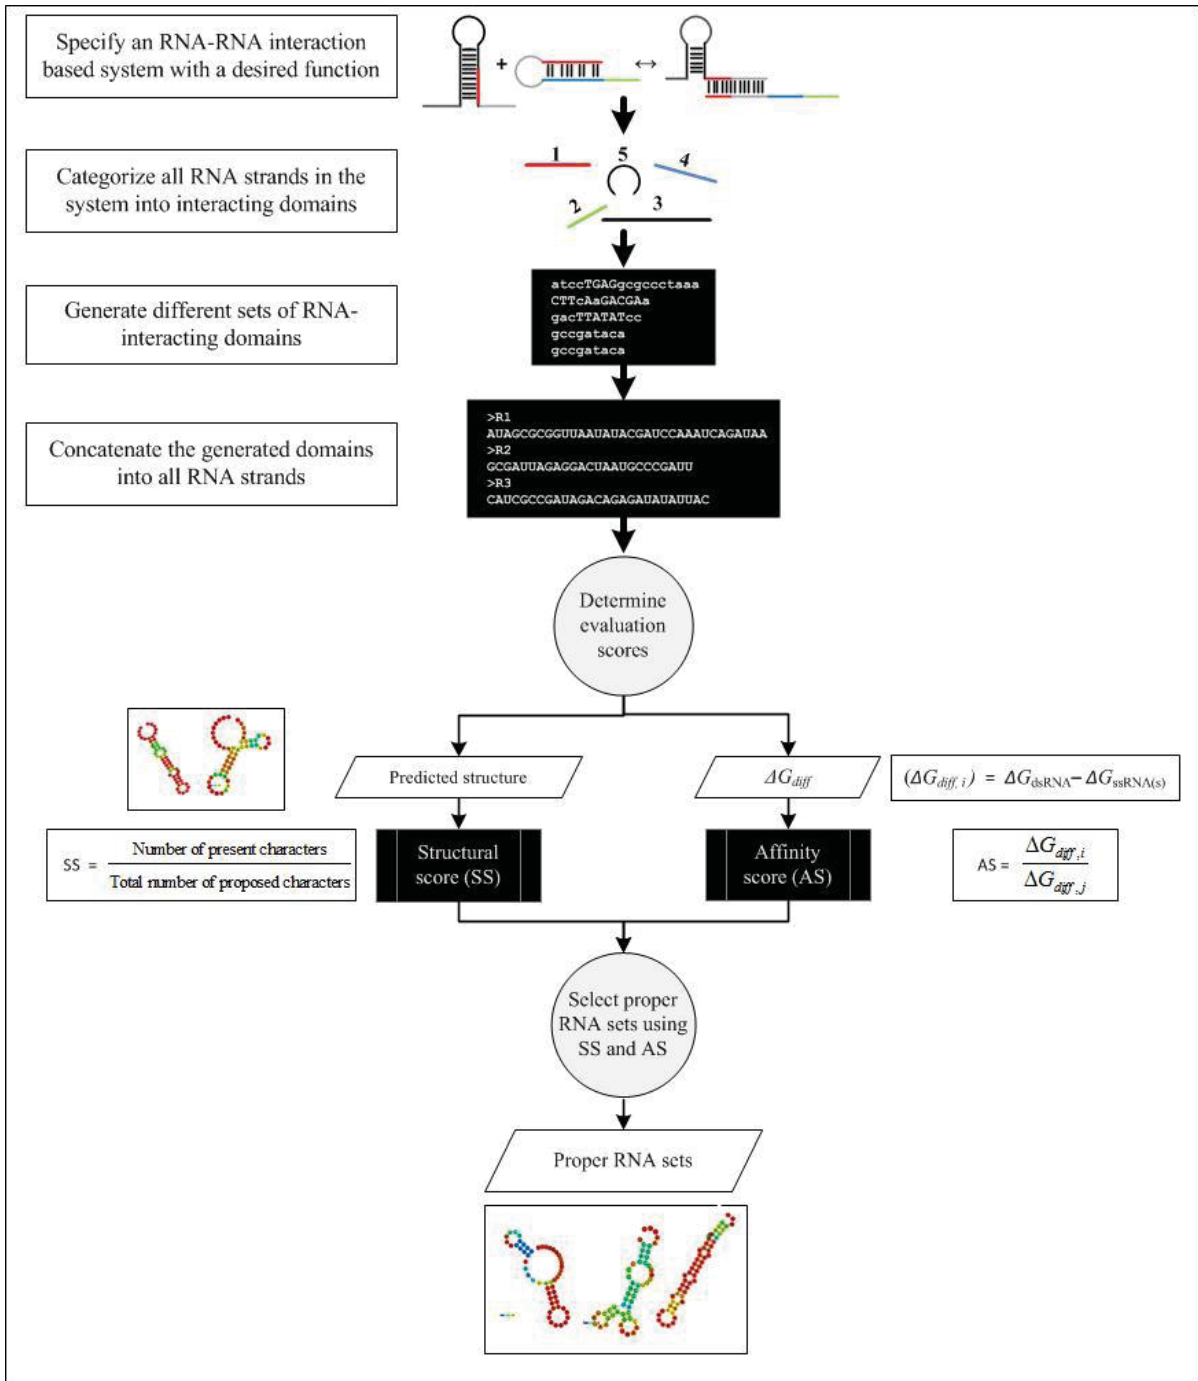 Specify an RNA-RNA interaction
based system with a desired function
+
↔
Categorize all RNA strands in the
system into interacting domains
1
5
4
2
3
Generate different sets of RNA-
interacting domains
atccTGAGgcgccctaaa
CTTcAaGACGAa
gacTTATATcc
gccgataca
gccgataca
Concatenate the generated domains
into all RNA strands
>R1
AUAGCGCGGUUAAUAUACGAUCCAAAUCAGAUAA
>R2
GCGAUUAGAGGACUAAUGCCCGAUU
>R3
CAUCGCCGAUAGACAGAGAUAUAUUAC
Determine
evaluation
scores
Predicted structure
ΔGdiff
(ΔGdiff, i) = ΔGdsRNA− ΔGssRNA(s)
SS = Number of present characters
Total number of proposed characters
Structural
score (SS)
Affinity
score (AS)
AS = ΔGdiff,i
ΔGdiff,j
Select proper
RNA sets using
SS and AS
Proper RNA sets